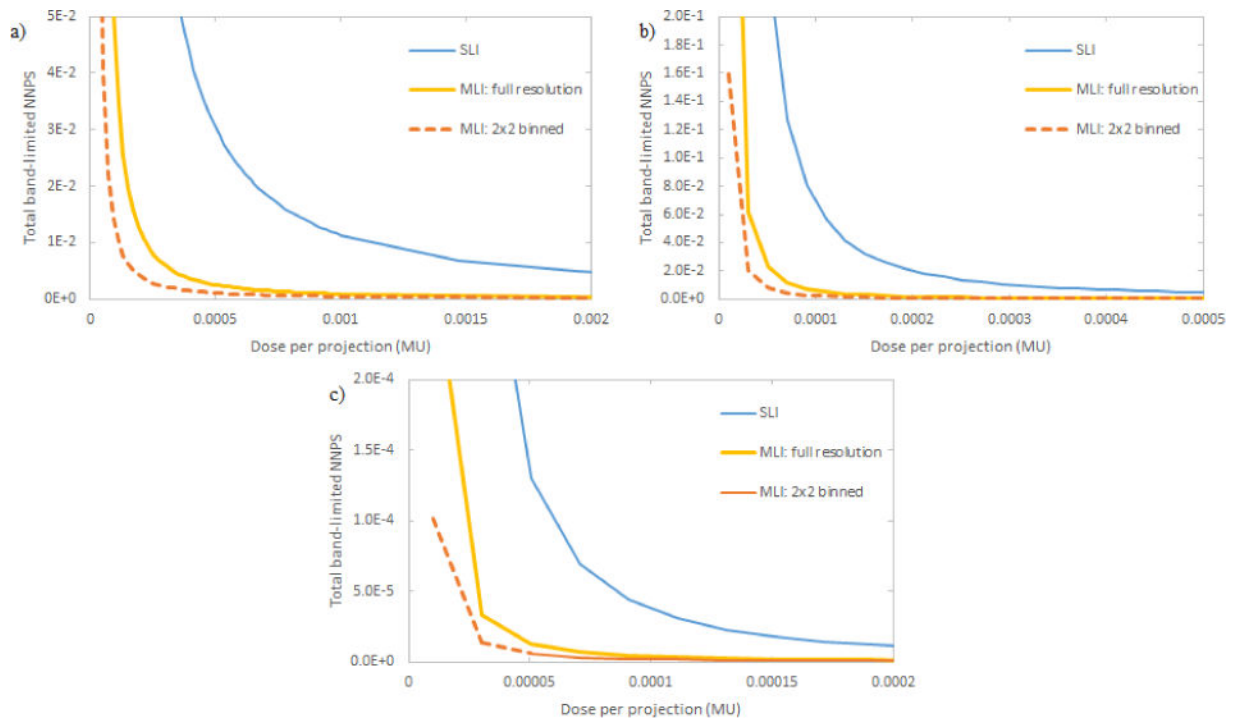 a)
5E-2
4E-2
3E-2
2E-2
1E-2
0E+0
Total band-limited NNPS
SLI
MLI: full resolution
MLI: 2x2 binned
0
0.0005
0.001
0.0015
0.002
Dose per projection (MU)
b)
2.0E-1
1.8E-1
1.6E-1
1.4E-1
1.2E-1
1.0E-1
8.0E-2
6.0E-2
4.0E-2
2.0E-2
0.0E+0
Total band-limited NNPS
SLI
MLI: full resolution
MLI: 2x2 binned
0
0.0001
0.0002
0.0003
0.0004
0.0005
Dose per projection (MU)
c)
2.0E-4
1.5E-4
1.0E-4
5.0E-5
0.0E+0
Total band-limited NNPS
SLI
MLI: full resolution
MLI: 2x2 binned
0
0.00005
0.0001
0.00015
0.0002
Dose per projection (MU)